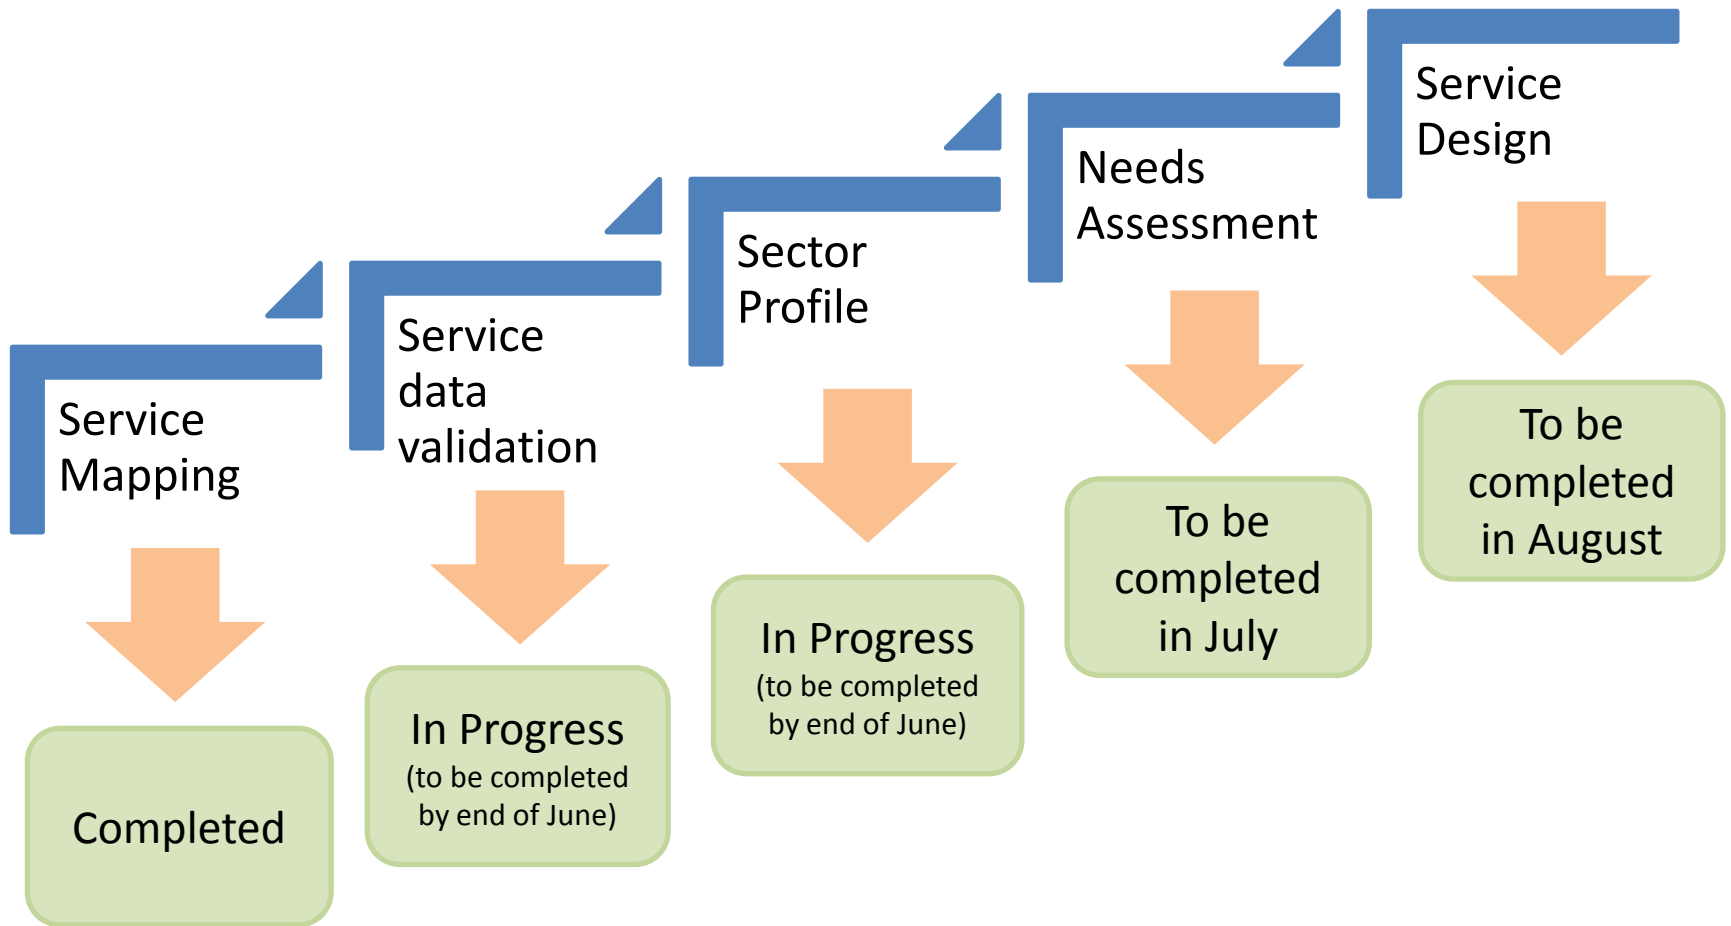 Service
Mapping
Completed
Service
data
validation
In Progress
(to be completed
by end of June)
Sector
Profile
In Progress
(to be completed
by end of June)
Needs
Assessment
To be
completed
in July
Service
Design
To be
completed
in August